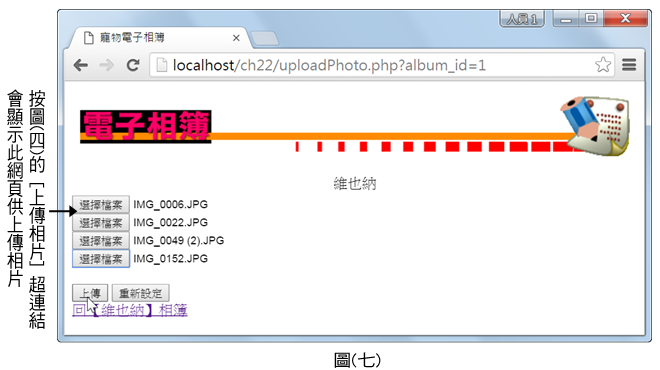 人員1
寵物電子相簿
localhost/ch22/uploadPhoto.php?album_id=1
電子相簿
維也納
選擇檔案 IMG_0006.JPG
選擇檔案 IMG_0022.JPG
選擇檔案 IMG_0049 (2).JPG
選擇檔案 IMG_0152.JPG
上傳 重新設定
回【維也納】相簿
按圖(四)的 [上傳相片] 超連結
會顯示此網頁供上傳相片
圖(七)